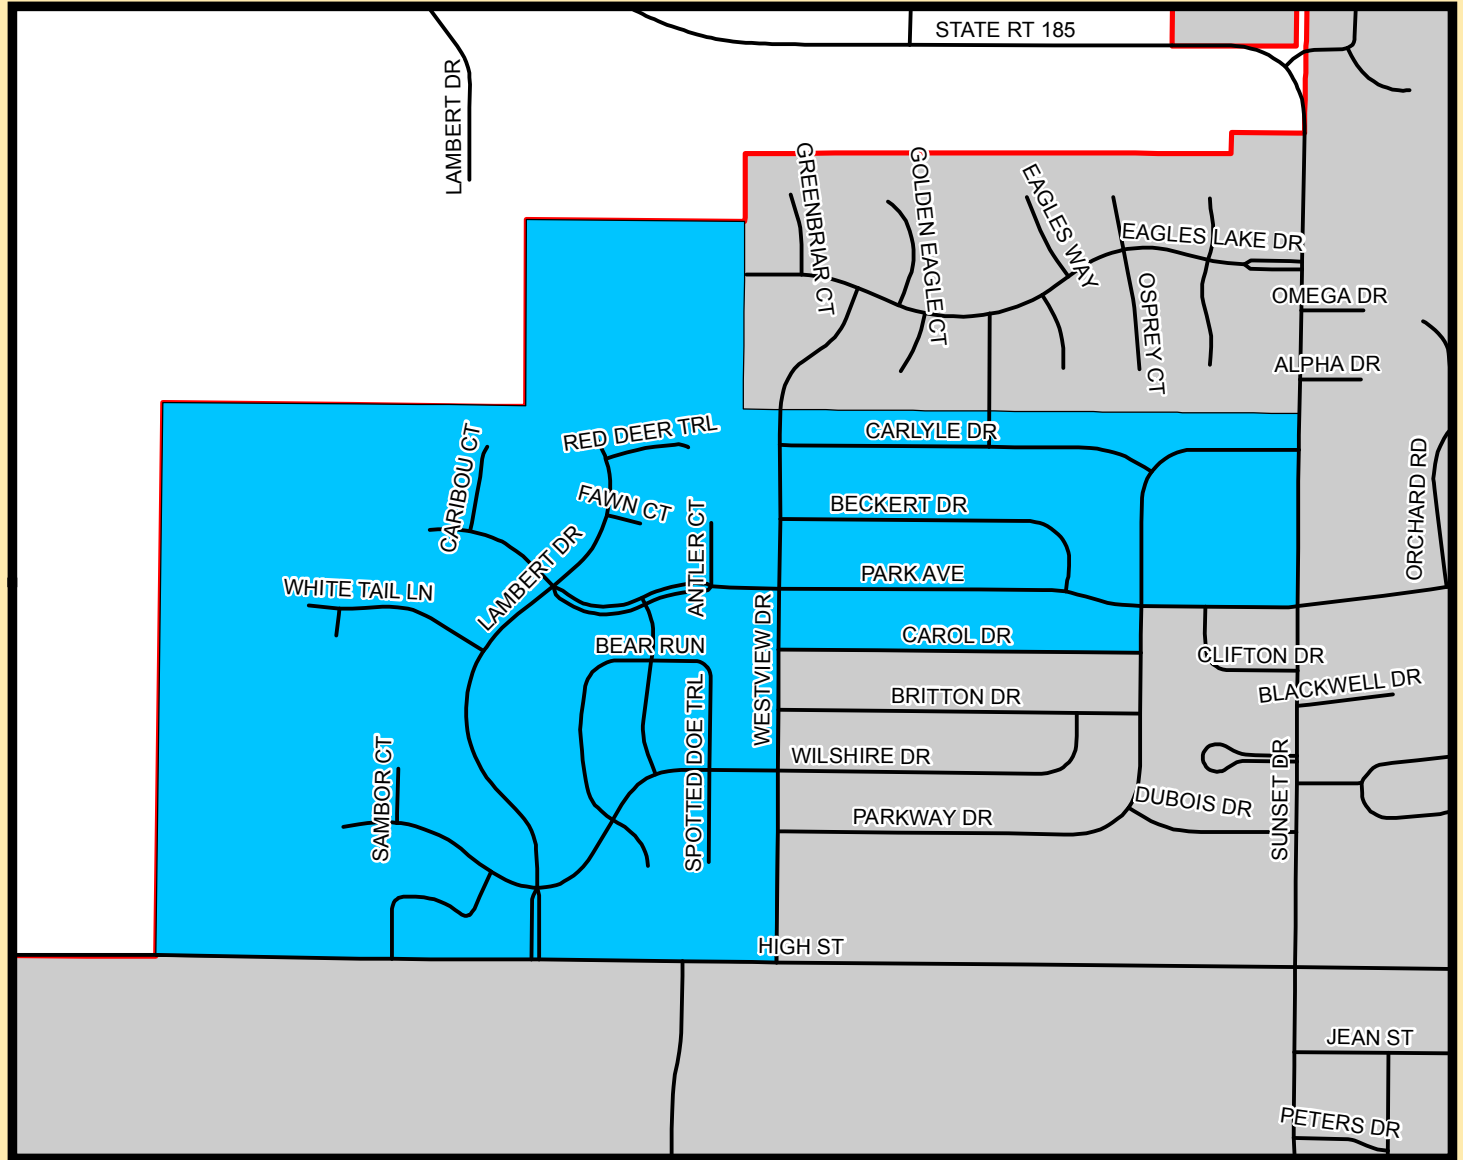 STATE RT 185
LAMBERT DR
GREENBRIAR CT
GOLDEN EAGLE CT
EAGLES WAY
EAGLES LAKE DR
OSPREY CT
OMEGA DR
ALPHA DR
CARLYLE DR
RED DEER TRL
CARIBOU CT
FAWN CT
ANTLER CT
BECKERT DR
ORCHARD RD
LAMBERT DR
WHITE TAIL LN
PARK AVE
WESTVIEW DR
BEAR RUN
CAROL DR
CLIFTON DR
BLACKWELL DR
SPOTTED DOE TRL
BRITTON DR
SAMBOR CT
WILSHIRE DR
SUNSET DR
DUBOIS DR
PARKWAY DR
HIGH ST
JEAN ST
PETERS DR